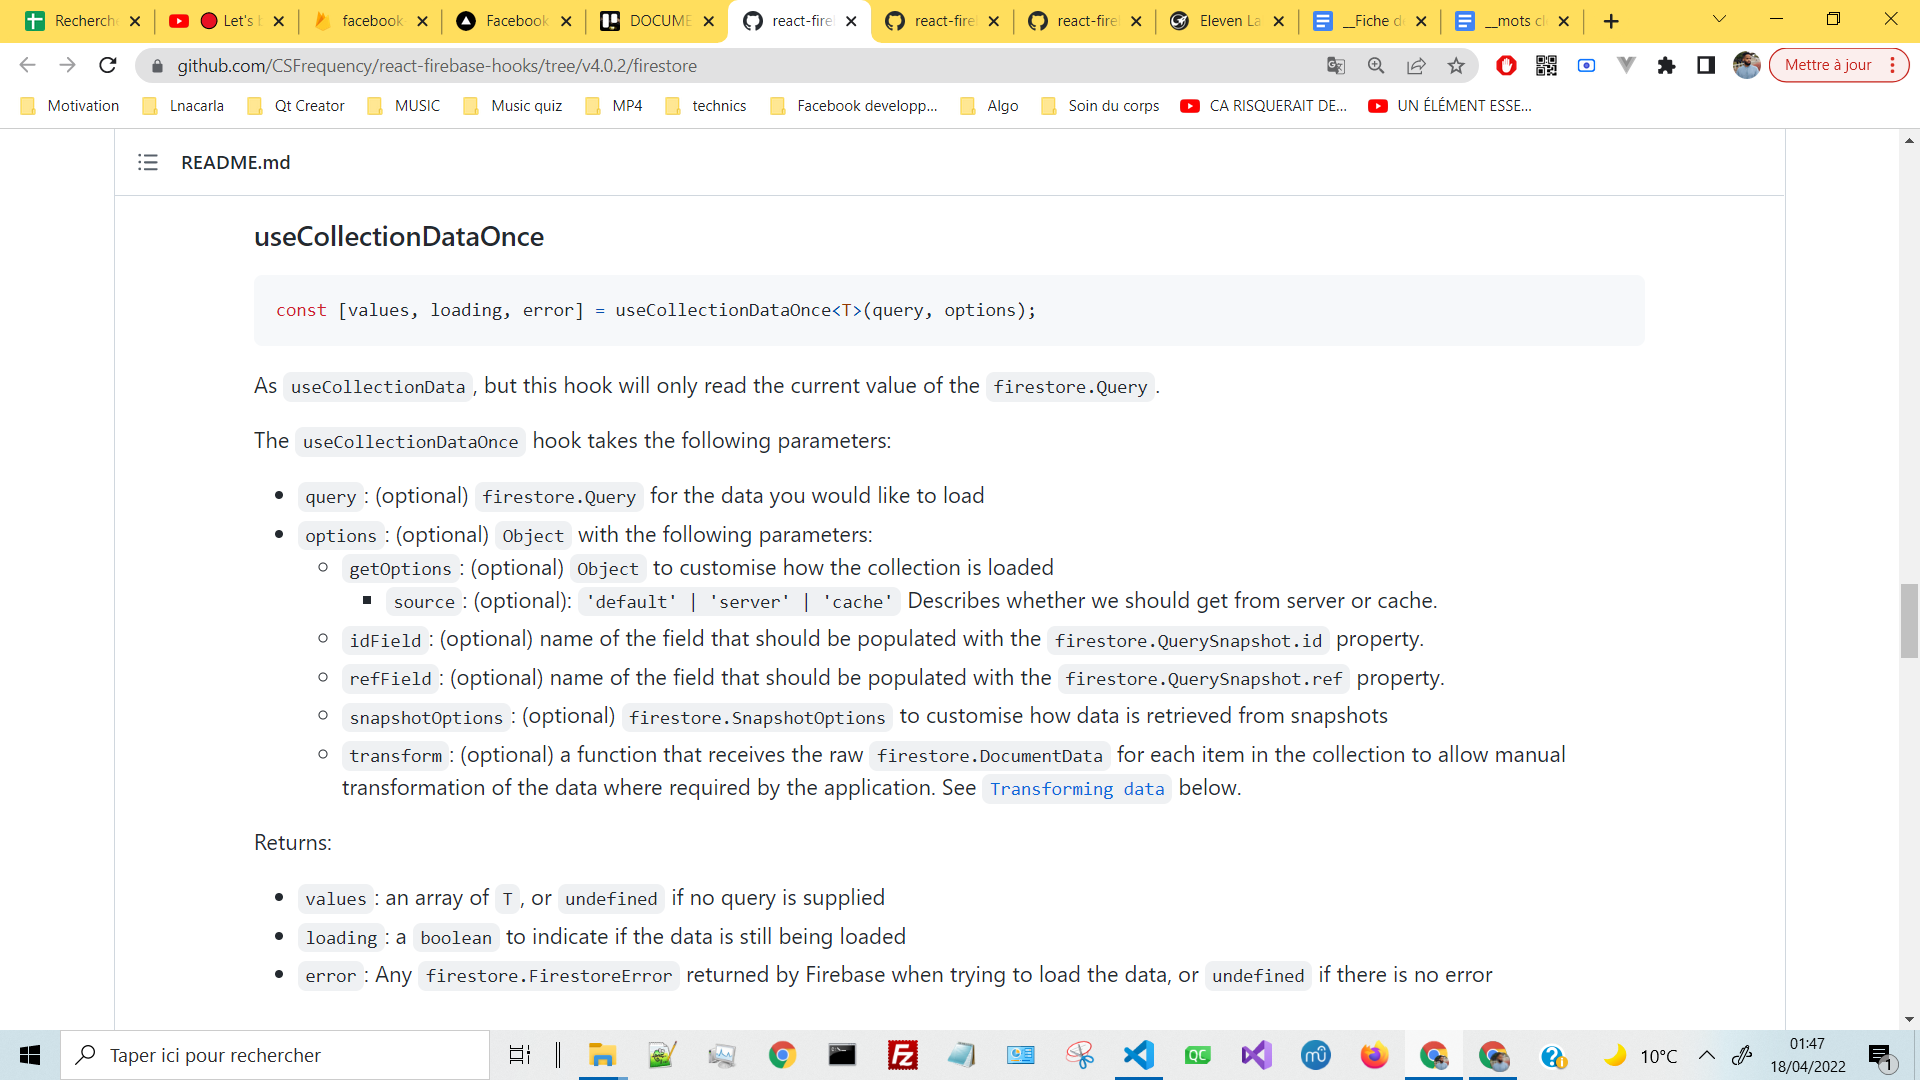 Recherche
Let's b
facebook
Facebook
DOCUME
react-fire
react-fire
react-fire
Eleven La
__Fiche de
__mots cl
github.com/CSFrequency/react-firebase-hooks/tree/v4.0.2/firestore
Mettre à jour
Motivation
Lnacarla
Qt Creator
MUSIC
Music quiz
MP4
technics
Facebook developp...
Algo
Soin du corps
CA RISQUERAIT DE...
UN ÉLÉMENT ESSE...
README.md
useCollectionDataOnce
const [values, loading, error] = useCollectionDataOnce<T>(query, options);
As useCollectionData, but this hook will only read the current value of the firestore.Query.
The useCollectionDataOnce hook takes the following parameters:
• query: (optional) firestore.Query for the data you would like to load
• options: (optional) Object with the following parameters:
◦ getOptions: (optional) Object to customise how the collection is loaded
▪ source: (optional): 'default' | 'server' | 'cache' Describes whether we should get from server or cache.
◦ idField: (optional) name of the field that should be populated with the firestore.QuerySnapshot.id property.
◦ refField: (optional) name of the field that should be populated with the firestore.QuerySnapshot.ref property.
◦ snapshotOptions: (optional) firestore.SnapshotOptions to customise how data is retrieved from snapshots
◦ transform: (optional) a function that receives the raw firestore.DocumentData for each item in the collection to allow manual
transformation of the data where required by the application. See Transforming data below.
Returns:
• values: an array of T, or undefined if no query is supplied
• loading: a boolean to indicate if the data is still being loaded
• error: Any firestore.FirestoreError returned by Firebase when trying to load the data, or undefined if there is no error
Taper ici pour rechercher
10°C
01:47
18/04/2022
1